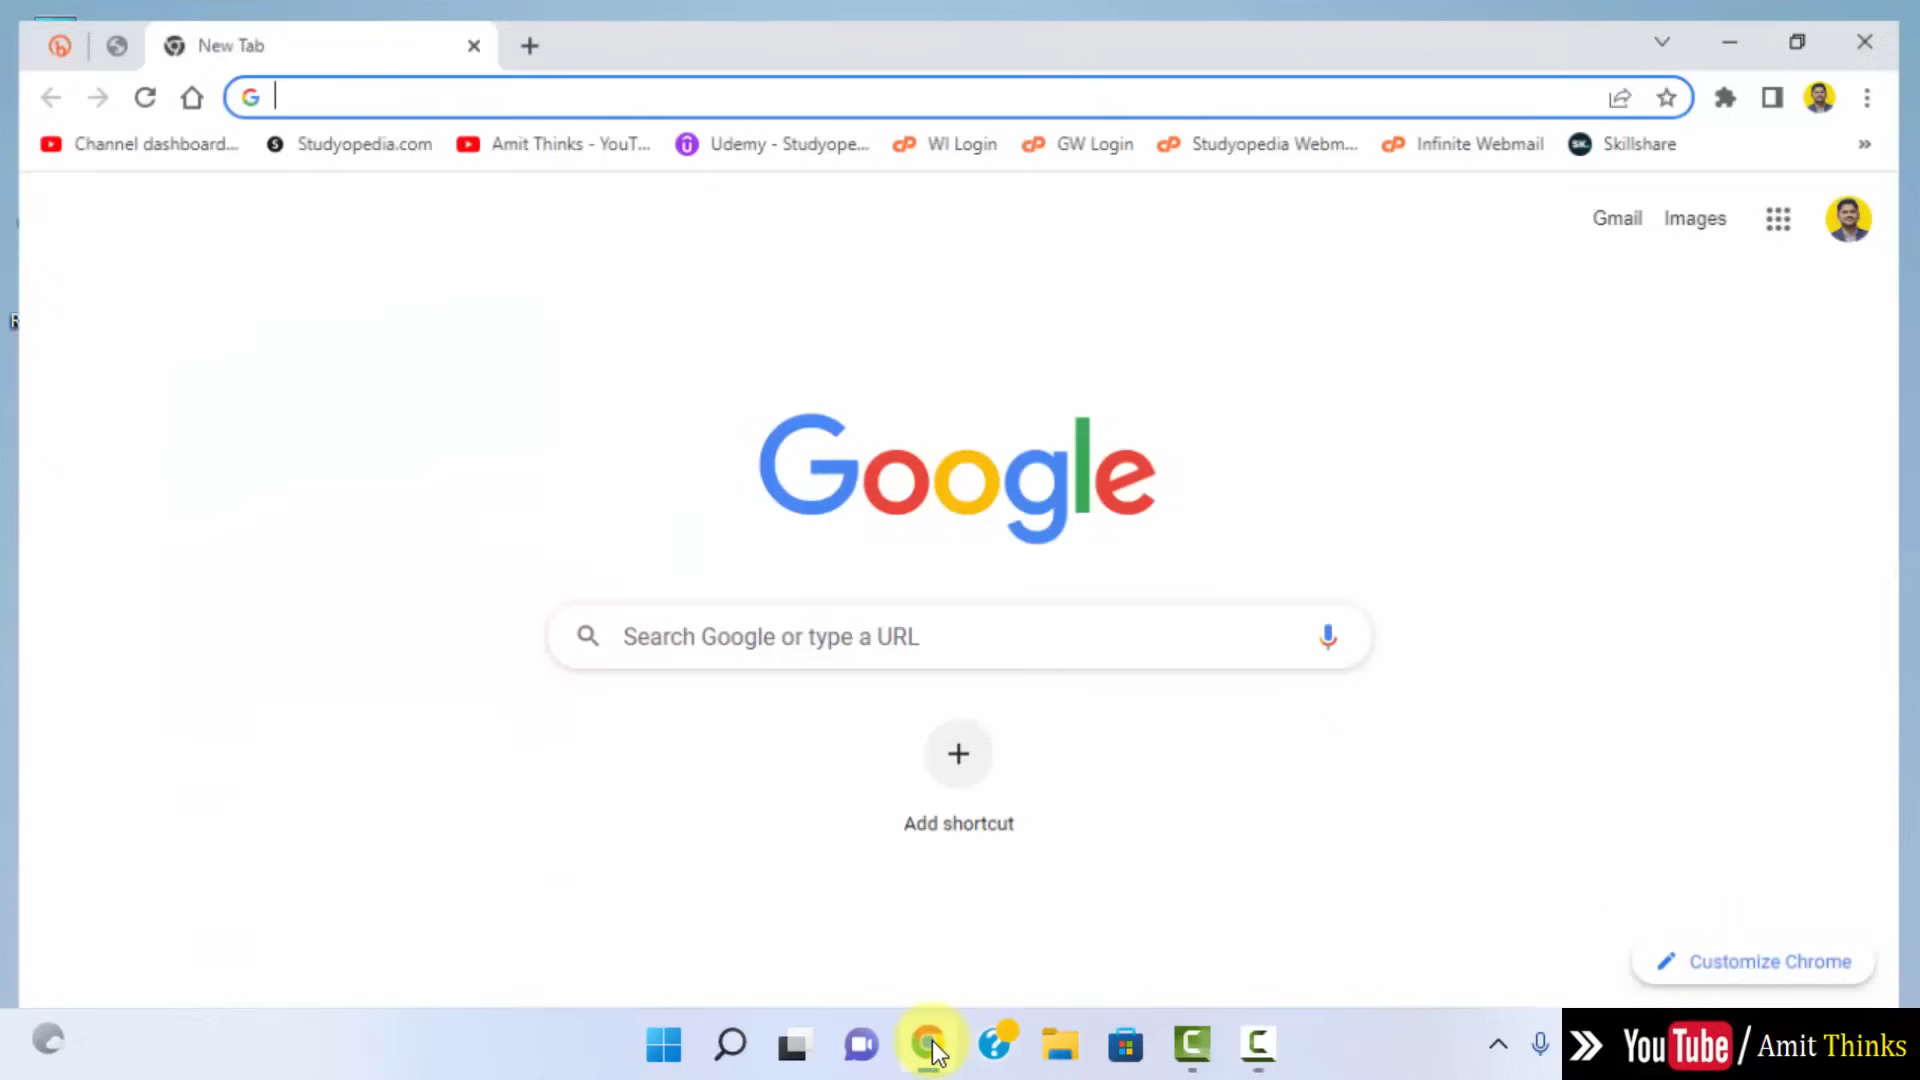 New Tab
Channel dashboard... Studyopedia.com Amit Thinks - YouT... Udemy - Studyope... WI Login GW Login Studyopedia Webm... Infinite Webmail Skillshare
Gmail Images
Google
Search Google or type a URL
Add shortcut
Customize Chrome
YouTube / Amit Thinks